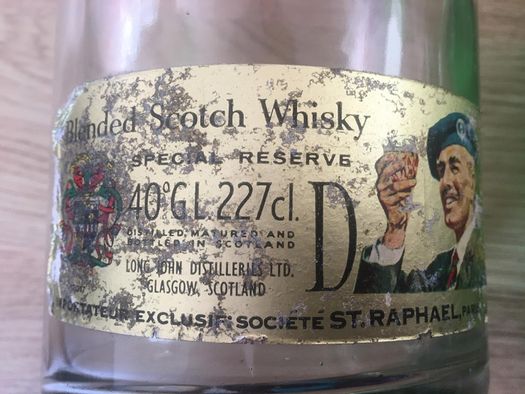 Blended Scotch Whisky
SPECIAL RESERVE
40°G.L. 227cl.
DISTILLED, MATURED AND
BOTTLED IN SCOTLAND
LONG JOHN DISTILLERIES LTD.
GLASGOW, SCOTLAND
D
IMPORTATEUR EXCLUSIF: SOCIÉTÉ ST. RAPHAEL,